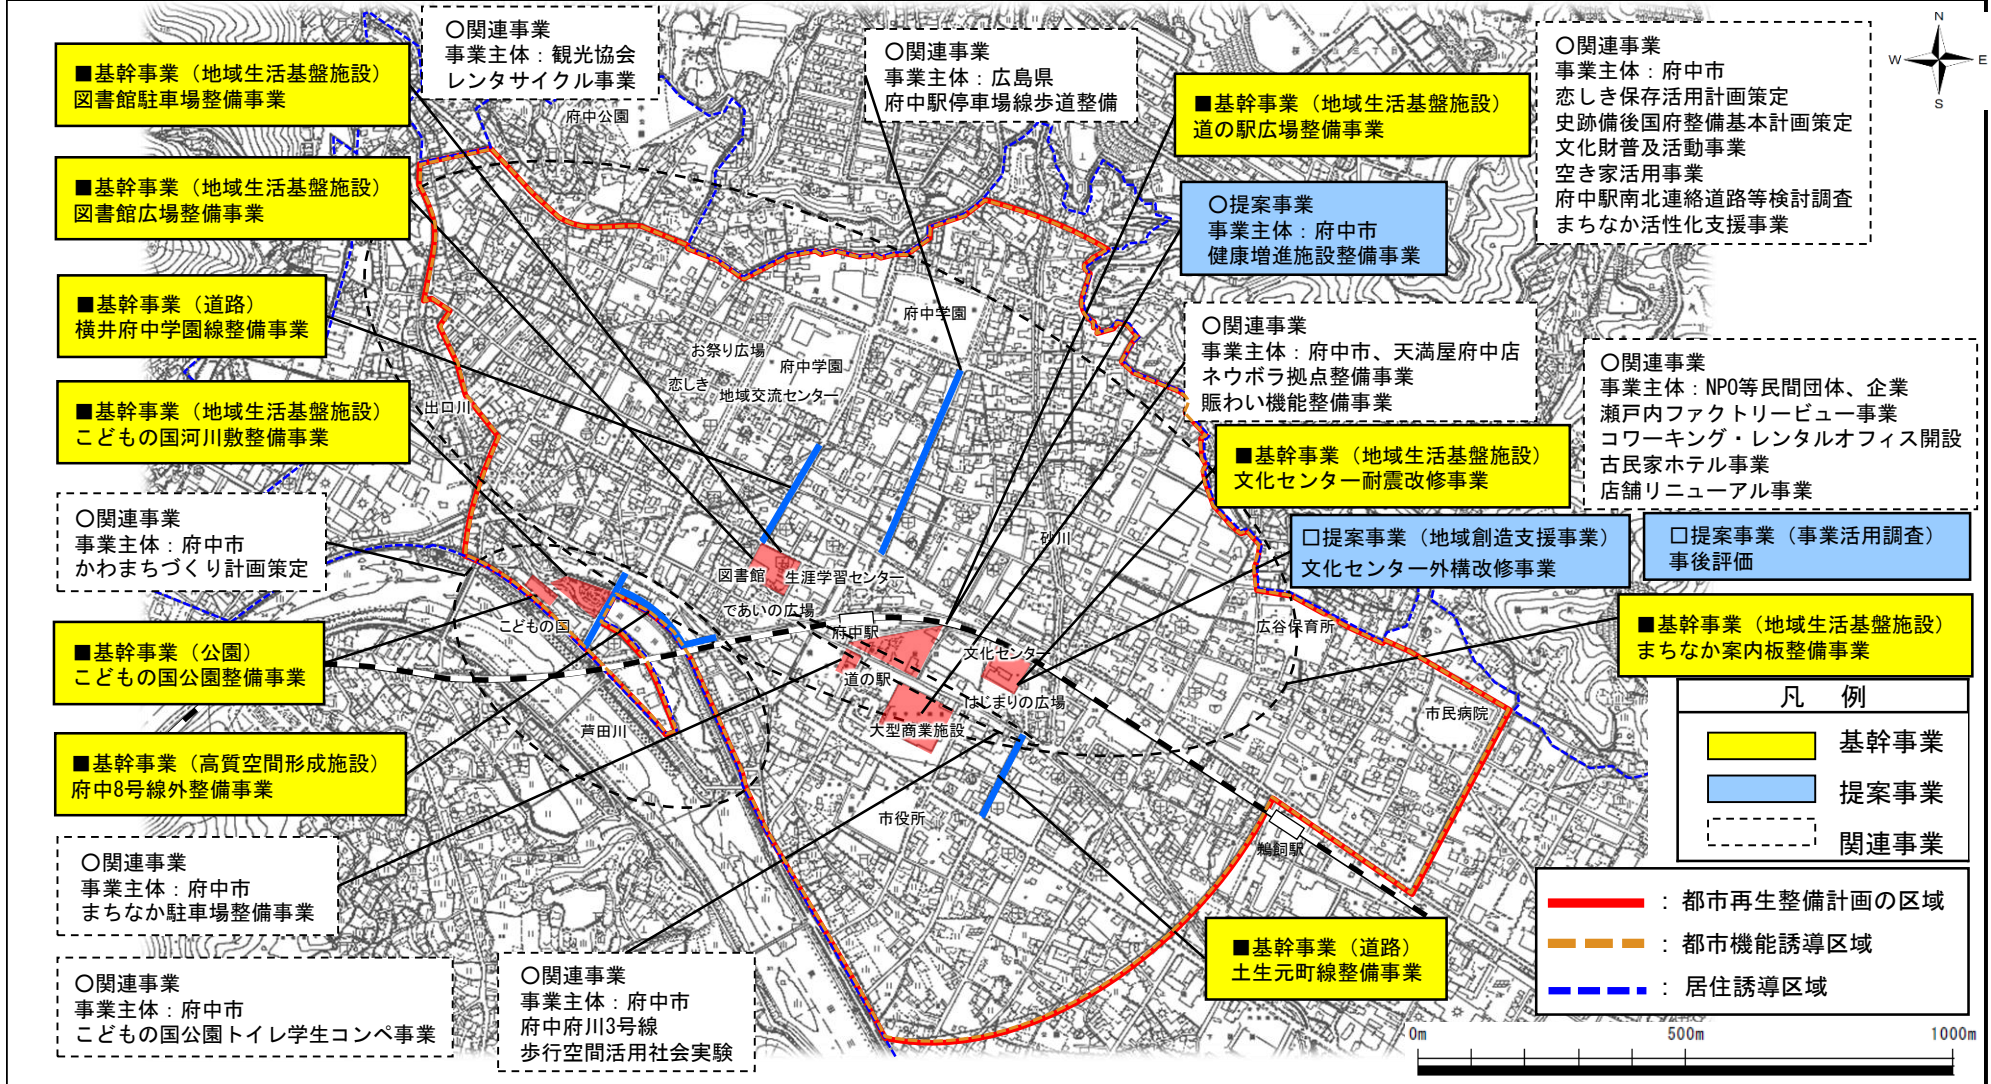 ■基幹事業（地域生活基盤施設）
図書館駐車場整備事業
○関連事業
事業主体：観光協会
レンタサイクル事業
○関連事業
事業主体：広島県
府中駅停車場線歩道整備
■基幹事業（地域生活基盤施設）
道の駅広場整備事業
○関連事業
事業主体：府中市
恋しき保存活用計画策定
史跡備後国府整備基本計画策定
文化財普及活動事業
空き家活用事業
府中駅南北連絡道路等検討調査
まちなか活性化支援事業
N
W
E
S
■基幹事業（地域生活基盤施設）
図書館広場整備事業
○提案事業
事業主体：府中市
健康増進施設整備事業
■基幹事業（道路）
横井府中学園線整備事業
○関連事業
事業主体：府中市、天満屋府中店
ネウボラ拠点整備事業
賑わい機能整備事業
○関連事業
事業主体：NPO等民間団体、企業
瀬戸内ファクトリービュー事業
コワーキング・レンタルオフィス開設
古民家ホテル事業
店舗リニューアル事業
■基幹事業（地域生活基盤施設）
こどもの国河川敷整備事業
■基幹事業（地域生活基盤施設）
文化センター耐震改修事業
○関連事業
事業主体：府中市
かわまちづくり計画策定
□提案事業（地域創造支援事業）
文化センター外構改修事業
□提案事業（事業活用調査）
事後評価
■基幹事業（公園）
こどもの国公園整備事業
■基幹事業（地域生活基盤施設）
まちなか案内板整備事業
■基幹事業（高質空間形成施設）
府中8号線外整備事業
○関連事業
事業主体：府中市
まちなか駐車場整備事業
○関連事業
事業主体：府中市
こどもの国公園トイレ学生コンペ事業
○関連事業
事業主体：府中市
府中府川3号線
歩行空間活用社会実験
■基幹事業（道路）
土生元町線整備事業
府中公園
府中学園
お祭り広場
府中学園
恋しき
地域交流センター
出口川
砂川
図書館
生涯学習センター
であいの広場
こどもの国
府中駅
文化センター
広谷保育所
道の駅
はじまりの広場
市民病院
大型商業施設
芦田川
市役所
鵜飼駅
凡　例
基幹事業
提案事業
関連事業
：都市再生整備計画の区域
：都市機能誘導区域
：居住誘導区域
0m
500m
1000m